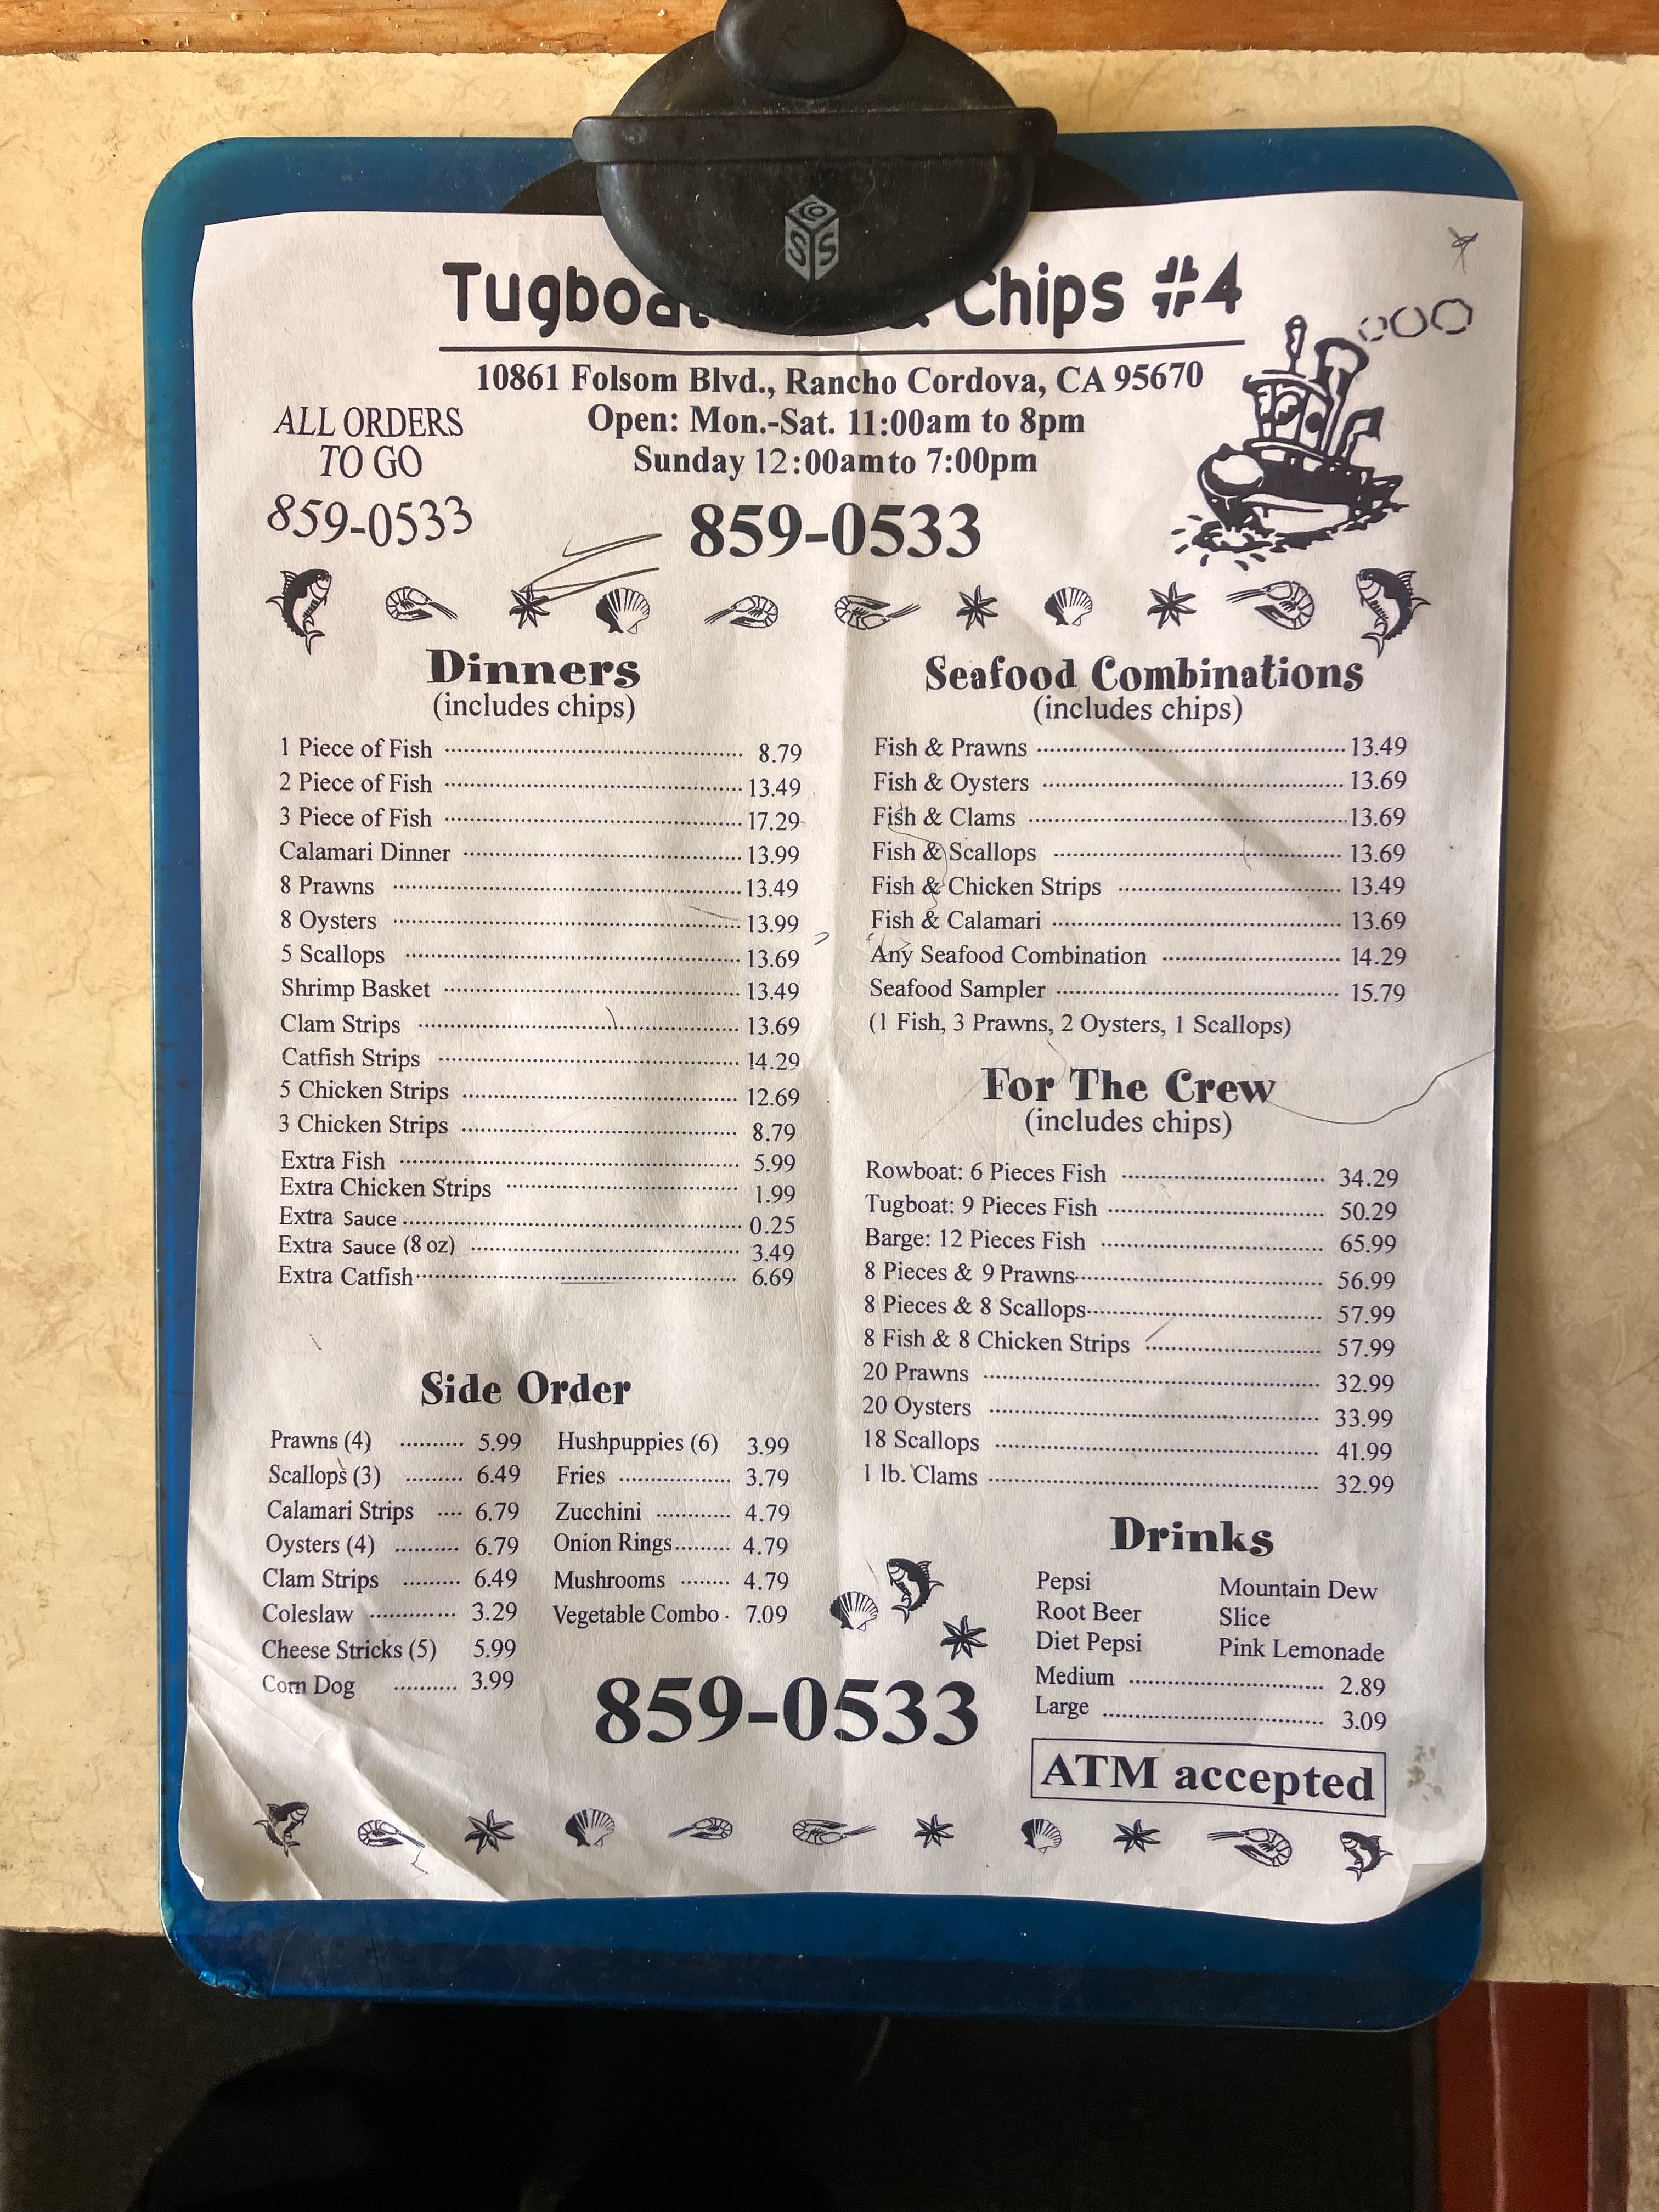 COSS
Tugboat & Chips #4
10861 Folsom Blvd., Rancho Cordova, CA 95670
Open: Mon.-Sat. 11:00am to 8pm
Sunday 12:00am to 7:00pm
859-0533
ALL ORDERS
TO GO
859-0533
Dinners
(includes chips)
1 Piece of Fish 8.79
2 Piece of Fish 13.49
3 Piece of Fish 17.29
Calamari Dinner 13.99
8 Prawns 13.49
8 Oysters 13.99
5 Scallops 13.69
Shrimp Basket 13.49
Clam Strips 13.69
Catfish Strips 14.29
5 Chicken Strips 12.69
3 Chicken Strips 8.79
Extra Fish 5.99
Extra Chicken Strips 1.99
Extra Sauce 0.25
Extra Sauce (8 oz) 3.49
Extra Catfish 6.69
Side Order
Prawns (4) 5.99
Scallops (3) 6.49
Calamari Strips 6.79
Oysters (4) 6.79
Clam Strips 6.49
Coleslaw 3.29
Cheese Stricks (5) 5.99
Corn Dog 3.99
Hushpuppies (6) 3.99
Fries 3.79
Zucchini 4.79
Onion Rings 4.79
Mushrooms 4.79
Vegetable Combo 7.09
859-0533
Seafood Combinations
(includes chips)
Fish & Prawns 13.49
Fish & Oysters 13.69
Fish & Clams 13.69
Fish & Scallops 13.69
Fish & Chicken Strips 13.49
Fish & Calamari 13.69
Any Seafood Combination 14.29
Seafood Sampler 15.79
(1 Fish, 3 Prawns, 2 Oysters, 1 Scallops)
For The Crew
(includes chips)
Rowboat: 6 Pieces Fish 34.29
Tugboat: 9 Pieces Fish 50.29
Barge: 12 Pieces Fish 65.99
8 Pieces & 9 Prawns 56.99
8 Pieces & 8 Scallops 57.99
8 Fish & 8 Chicken Strips 57.99
20 Prawns 32.99
20 Oysters 33.99
18 Scallops 41.99
1 lb. Clams 32.99
Drinks
Pepsi
Root Beer
Diet Pepsi
Mountain Dew
Slice
Pink Lemonade
Medium 2.89
Large 3.09
ATM accepted